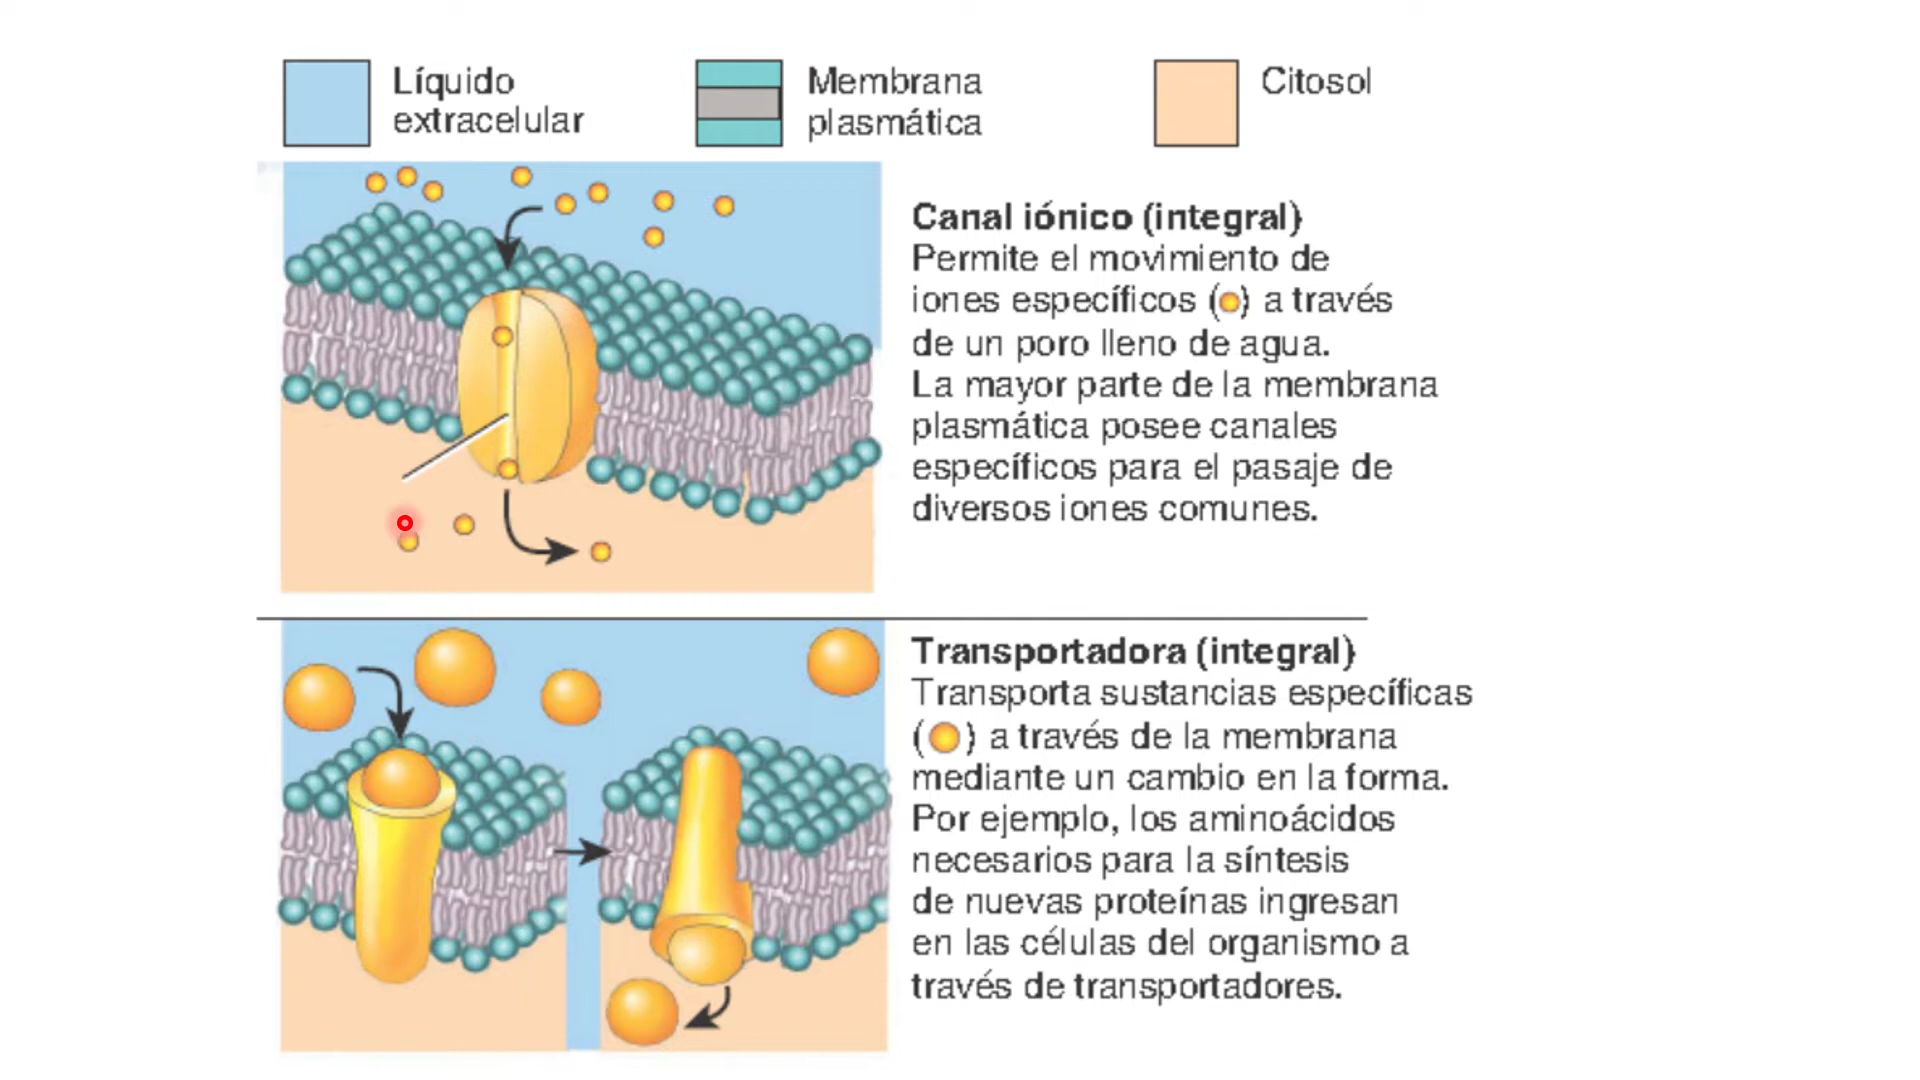 Líquido
extracelular
Membrana
plasmática
Citosol
Canal iónico (integral)
Permite el movimiento de
iones específicos ( ) a través
de un poro lleno de agua.
La mayor parte de la membrana
plasmática posee canales
específicos para el pasaje de
diversos iones comunes.
Transportadora (integral)
Transporta sustancias específicas
( ) a través de la membrana
mediante un cambio en la forma.
Por ejemplo, los aminoácidos
necesarios para la síntesis
de nuevas proteínas ingresan
en las células del organismo a
través de transportadores.